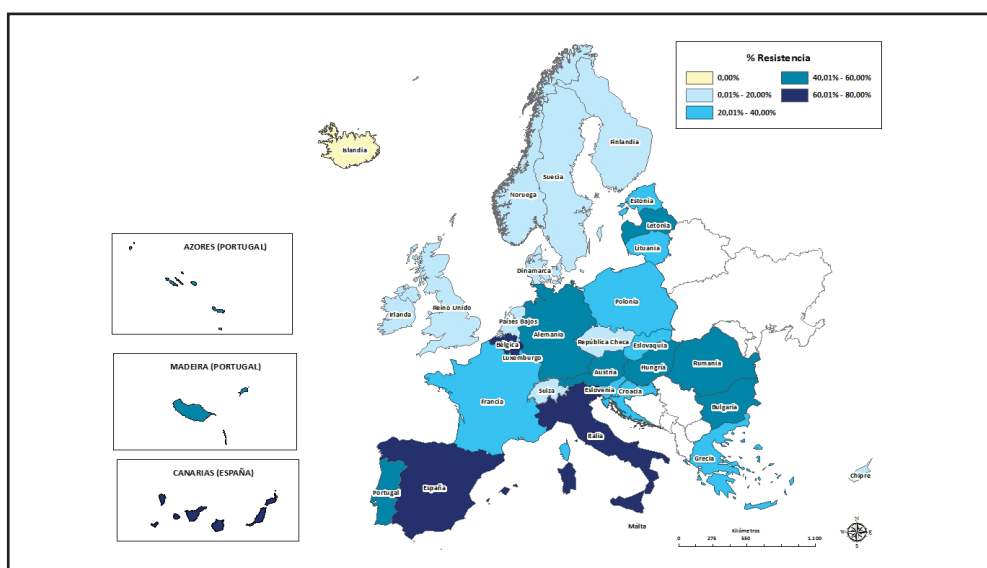 % Resistencia
0,00%
0,01% - 20,00%
20,01% - 40,00%
40,01% - 60,00%
60,01% - 80,00%
Islandia
Finlandia
Suecia
Noruega
Estonia
Letonia
Lituania
Dinamarca
Irlanda
Reino Unido
Países Bajos
Polonia
Alemania
Bélgica
Luxemburgo
República Checa
Eslovaquia
Austria
Hungría
Rumania
Suiza
Eslovenia
Croacia
Francia
Bulgaria
Italia
Grecia
Portugal
España
Chipre
Malta
AZORES (PORTUGAL)
MADEIRA (PORTUGAL)
CANARIAS (ESPAÑA)
Kilómetros
0 275 550 1.100
N
W E
S